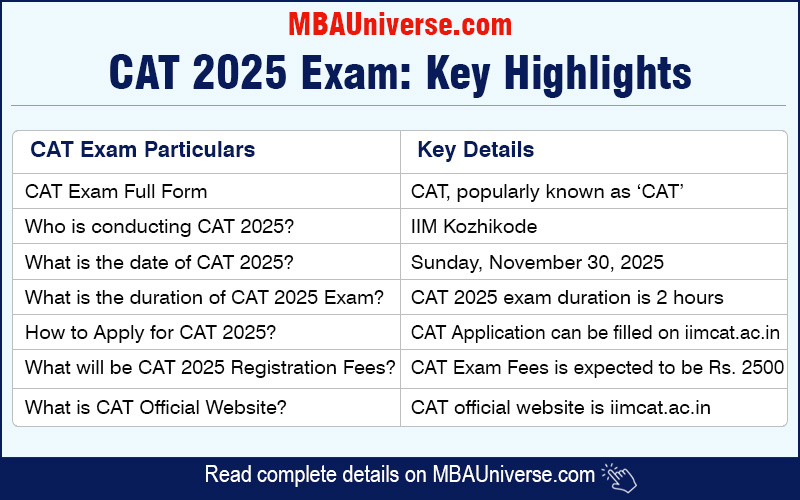 MBAUniverse.com
CAT 2025 Exam: Key Highlights
CAT Exam Particulars Key Details
CAT Exam Full Form CAT, popularly known as ‘CAT’
Who is conducting CAT 2025? IIM Kozhikode
What is the date of CAT 2025? Sunday, November 30, 2025
What is the duration of CAT 2025 Exam? CAT 2025 exam duration is 2 hours
How to Apply for CAT 2025? CAT Application can be filled on iimcat.ac.in
What will be CAT 2025 Registration Fees? CAT Exam Fees is expected to be Rs. 2500
What is CAT Official Website? CAT official website is iimcat.ac.in
Read complete details on MBAUniverse.com